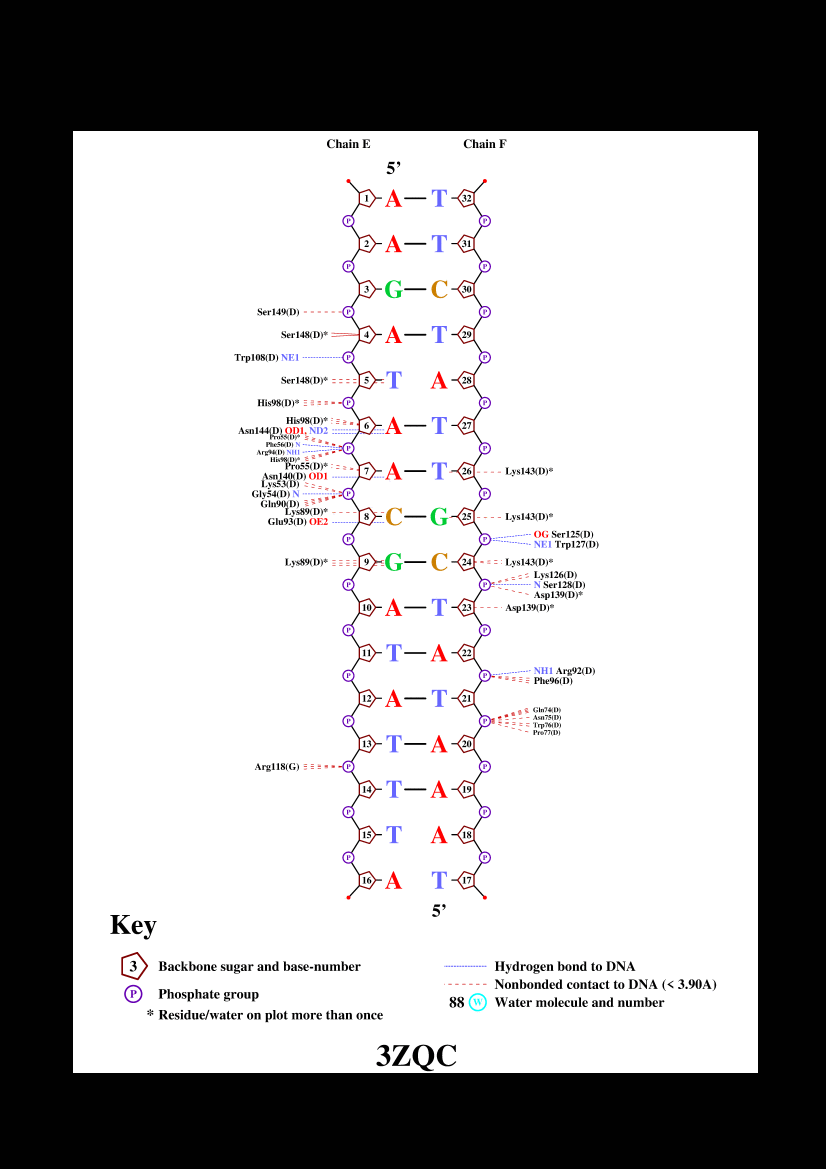 Chain E Chain F
5’
1 A T 32
P P
2 A T 31
P P
3 G C 30
Ser149(D) P P
Ser148(D)* 4 A T 29
Trp108(D) NE1 P P
Ser148(D)* 5 T A 28
His98(D)* P P
His98(D)*
6 A T 27
Asn144(D) OD1, ND2
Pro55(D)*
Phe56(D) N
P P
Arg94(D) NH1
His98(D)*
Pro55(D)*
7 A T 26 Lys143(D)*
Asn140(D) OD1
Lys53(D)
Gly54(D) N P P
Gln90(D)
Lys89(D)*
8 C G 25 Lys143(D)*
Glu93(D) OE2
OG Ser125(D)
P P
NE1 Trp127(D)
Lys89(D)* 9 G C 24 Lys143(D)*
Lys126(D)
P P N Ser128(D)
Asp139(D)*
10 A T 23 Asp139(D)*
P P
11 T A 22
NH1 Arg92(D)
P P
Phe96(D)
12 A T 21
Gln74(D)
Asn75(D)
P P
Trp76(D)
Pro77(D)
13 T A 20
Arg118(G) P P
14 T A 19
P P
15 T A 18
P P
16 A T 17
5’
Key
3 Backbone sugar and base-number Hydrogen bond to DNA
Nonbonded contact to DNA (< 3.90A)
P Phosphate group
88 W Water molecule and number
* Residue/water on plot more than once
3ZQC